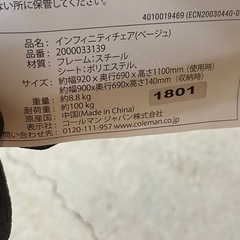 ない所に保管してください。
4010019469 (ECN20030440-0
品名：インフィニティチェア(ベージュ)
品番：2000033139
材質：フレーム：スチール
シート：ポリエステル、
サイズ：約幅920×奥行690×高さ1100mm（使用時）
約幅900×奥行690×高さ140mm（収納時）
重量：約8.8kg
耐荷重：約100kg
原産国：中国(Made in China)
発売元：コールマン ジャパン株式会社
0120-111-957 www.coleman.co.jp
1801